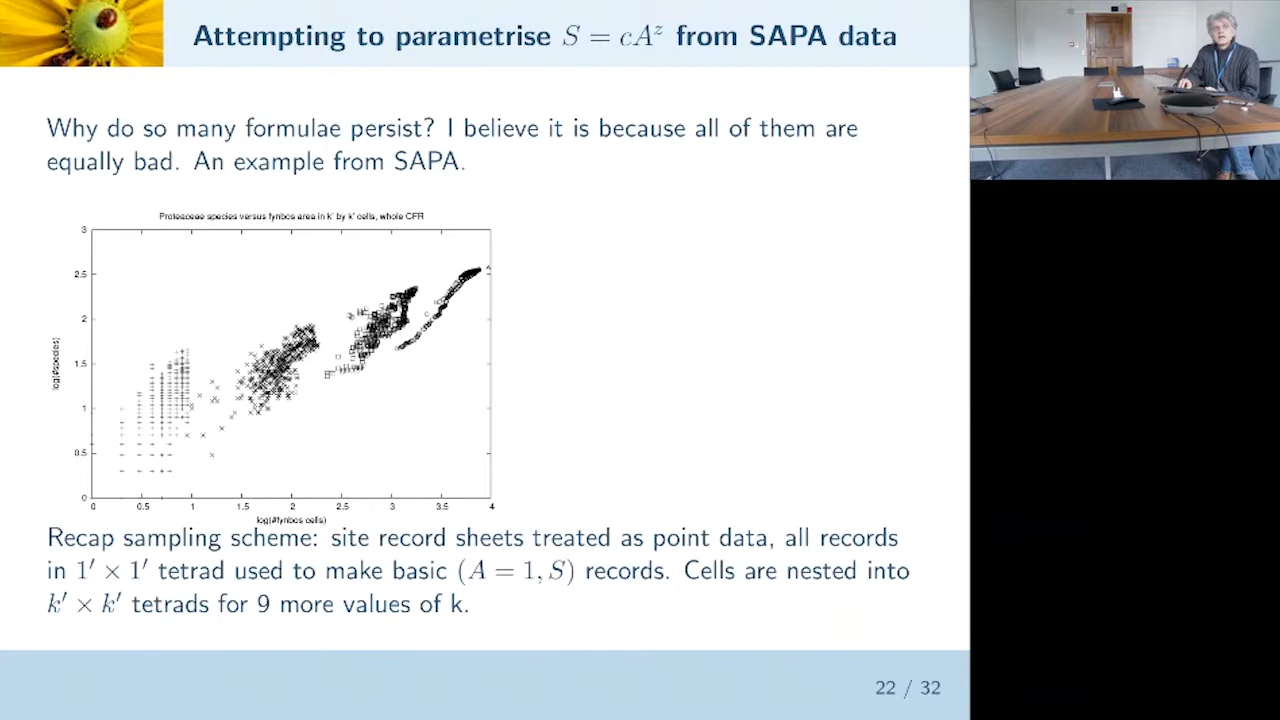 Attempting to parametrise S = cA^z from SAPA data
Why do so many formulae persist? I believe it is because all of them are
equally bad. An example from SAPA.
Proteaceae species versus fynbos area in k' by k' cells, whole CFR
3
2.5
2
1.5
1
0.5
0
log(#species)
0 0.5 1 1.5 2 2.5 3 3.5 4
log(#fynbos cells)
Recap sampling scheme: site record sheets treated as point data, all records
in 1′ × 1′ tetrad used to make basic (A = 1, S) records. Cells are nested into
k′ × k′ tetrads for 9 more values of k.
22 / 32